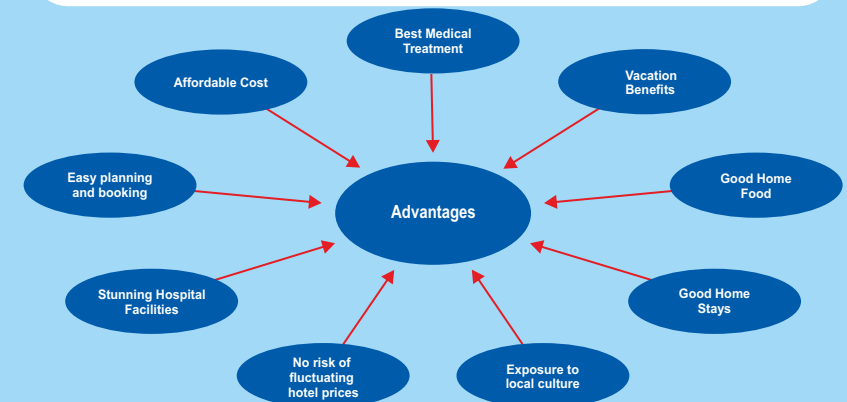 Best Medical
Treatment
Affordable Cost
Vacation
Benefits
Easy planning
and booking
Good Home
Food
Advantages
Stunning Hospital
Facilities
Good Home
Stays
No risk of
fluctuating
hotel prices
Exposure to
local culture